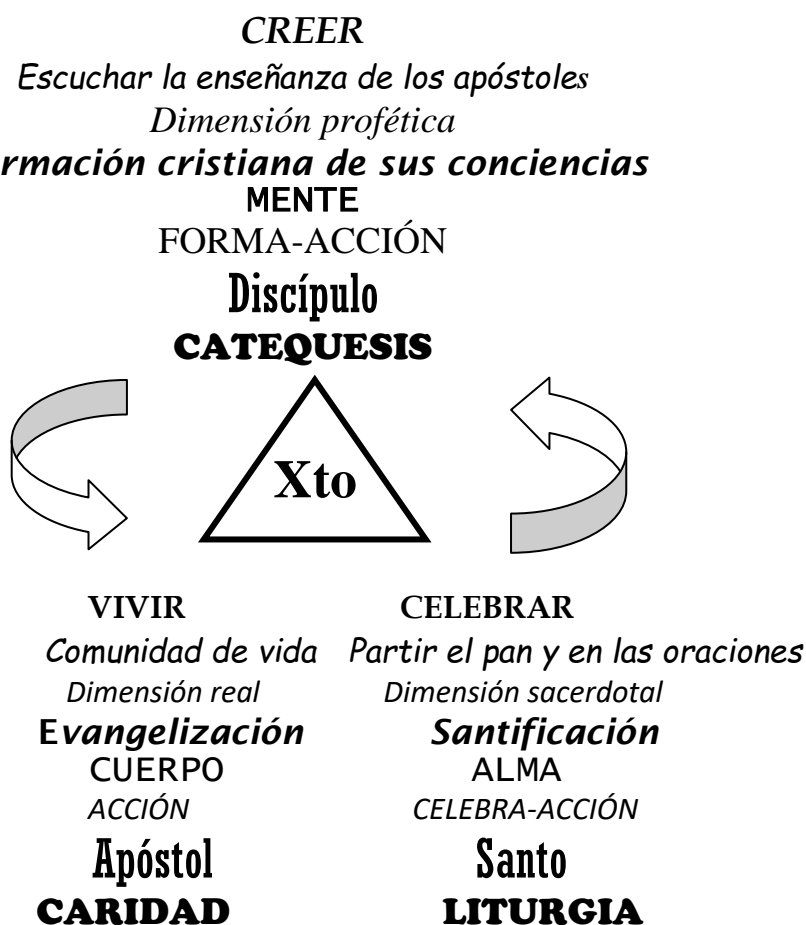 CREER
Escuchar la enseñanza de los apóstoles
Dimensión profética
rmación cristiana de sus conciencias
MENTE
FORMA-ACCIÓN
Discípulo
CATEQUESIS
Xto
VIVIR
Comunidad de vida
Dimensión real
Evangelización
CUERPO
ACCIÓN
Apóstol
CARIDAD
CELEBRAR
Partir el pan y en las oraciones
Dimensión sacerdotal
Santificación
ALMA
CELEBRA-ACCIÓN
Santo
LITURGIA